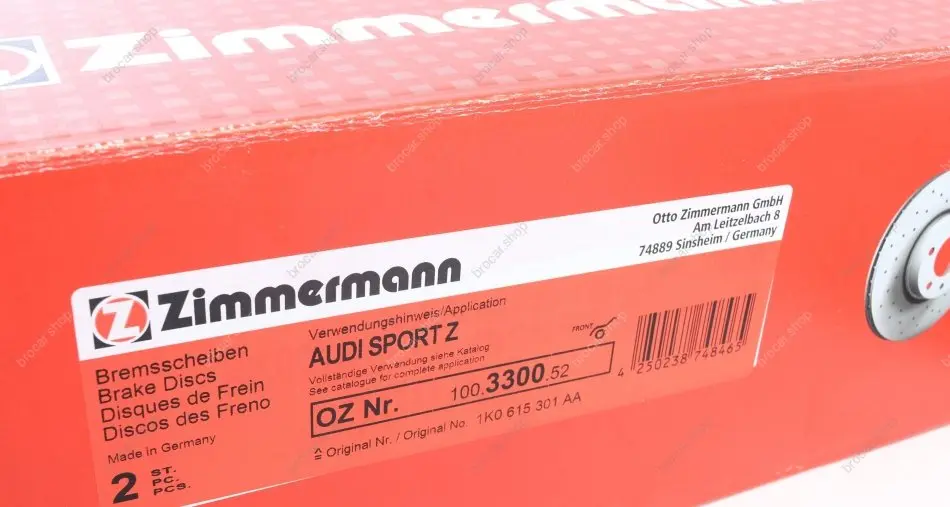 Zimmermann
Otto Zimmermann GmbH
Am Leitzelbach 8
74889 Sinsheim / Germany
Z Zimmermann
Bremsscheiben
Brake Discs
Disques de Frein
Discos des Freno
Made in Germany
2 ST.
PC.
PCS.
Verwendungshinweis/Application
AUDI SPORT Z
Vollständige Verwendung siehe Katalog
See catalogue for complete application
OZ Nr. 100.3300.52
≙ Original Nr. / Original No. 1K0 615 301 AA
FRONT
4 250238 748465
brocar.shop